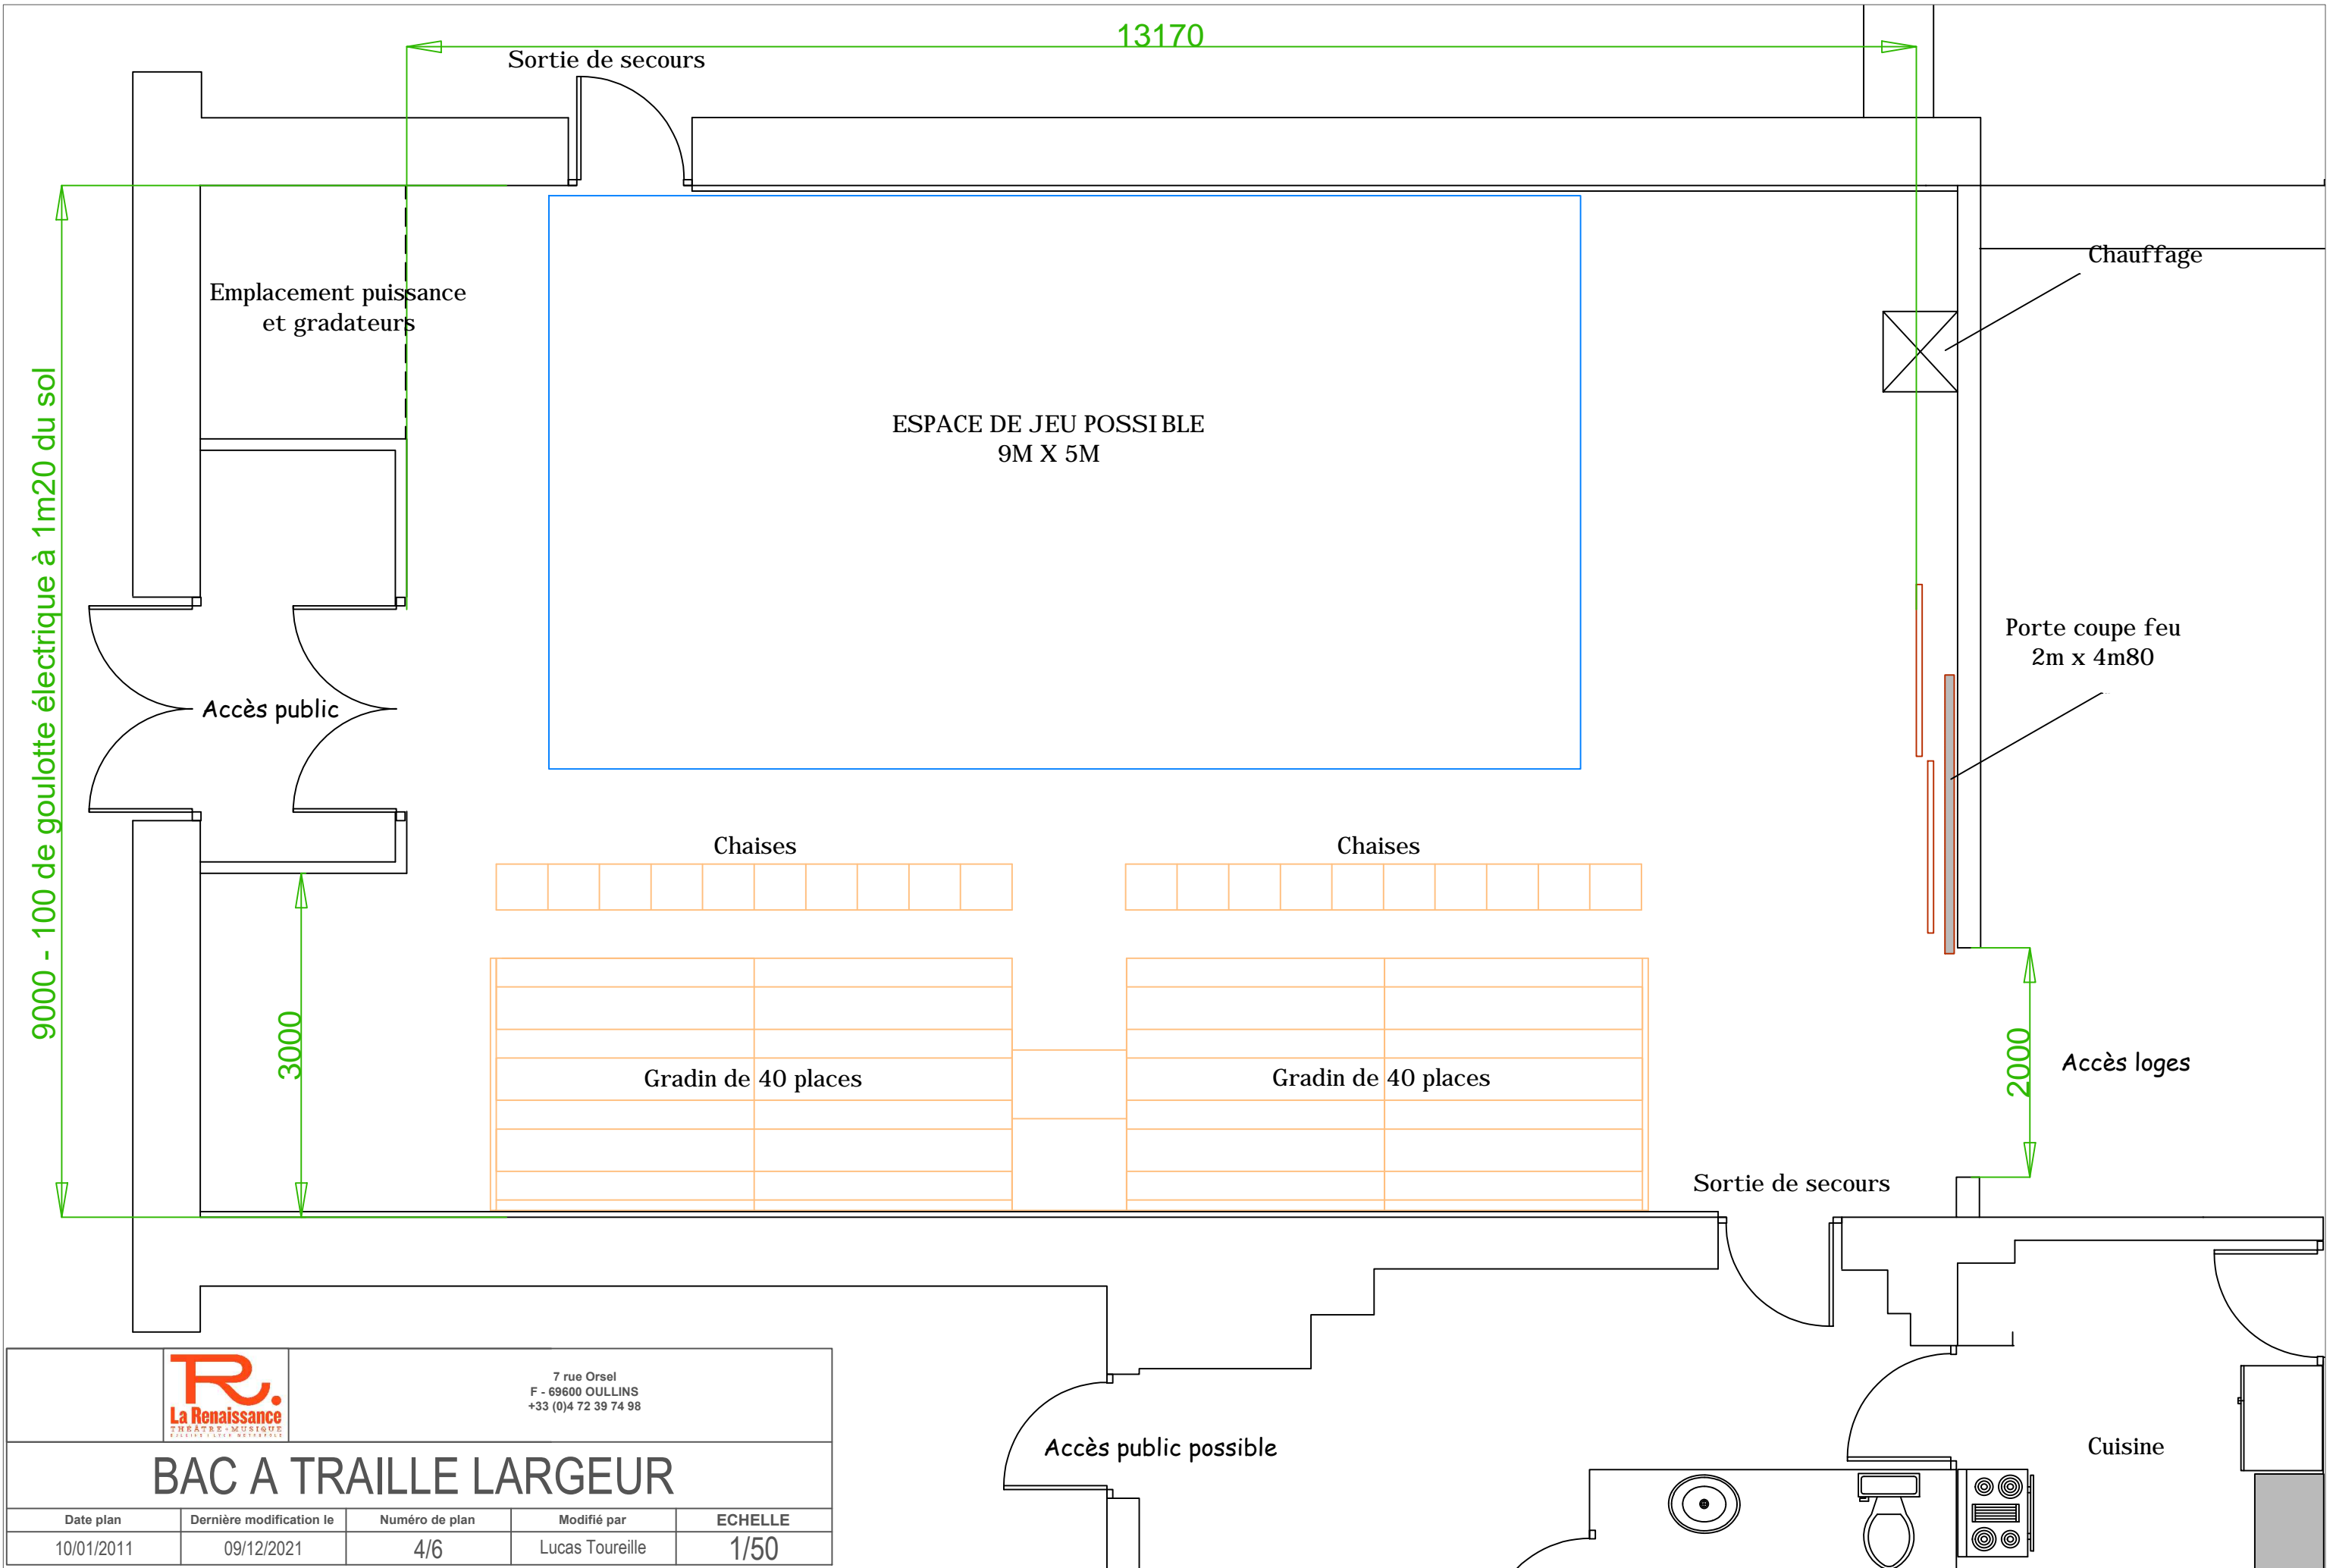 13170
Sortie de secours
Chauffage
Emplacement puissance
et gradateurs
ESPACE DE JEU POSSIBLE
9M X 5M
9000 - 100 de goulotte électrique à 1m20 du sol
Porte coupe feu
2m x 4m80
Accès public
Chaises
Chaises
3000
Gradin de 40 places
Gradin de 40 places
2000
Accès loges
Sortie de secours
R.
La Renaissance
THÉÂTRE - MUSIQUE
7 rue Orsel
F - 69600 OULLINS
+33 (0)4 72 39 74 98
BAC A TRAILLE LARGEUR
Date plan
Dernière modification le
Numéro de plan
Modifié par
ECHELLE
10/01/2011
09/12/2021
4/6
Lucas Toureille
1/50
Accès public possible
Cuisine